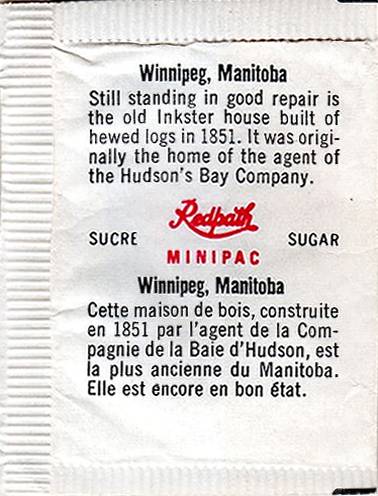 Winnipeg, Manitoba
Still standing in good repair is
the old Inkster house built of
hewed logs in 1851. It was origi-
nally the home of the agent of
the Hudson's Bay Company.
Redpath
SUCRE SUGAR
MINIPAC
Winnipeg, Manitoba
Cette maison de bois, construite
en 1851 par l'agent de la Com-
pagnie de la Baie d'Hudson, est
la plus ancienne du Manitoba.
Elle est encore en bon état.